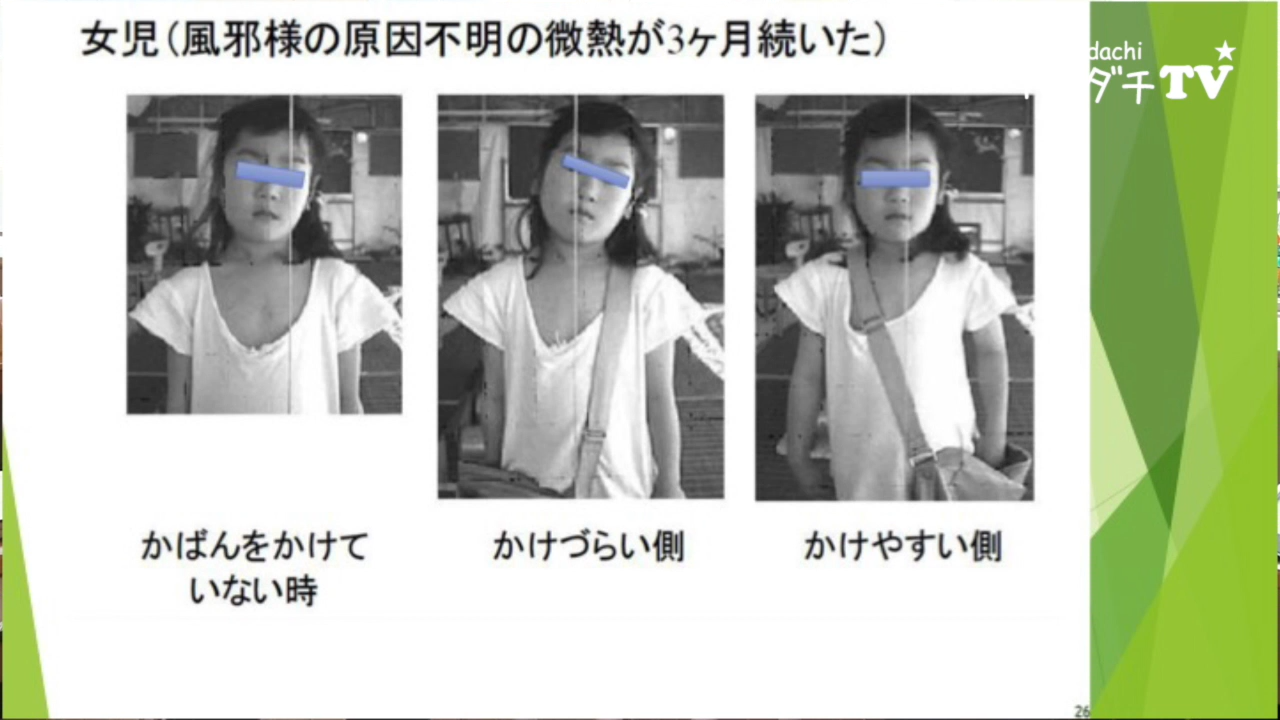 女児（風邪様の原因不明の微熱が3ヶ月続いた）
dachi
ダチTV
かばんをかけて
いない時
かけづらい側
かけやすい側
26